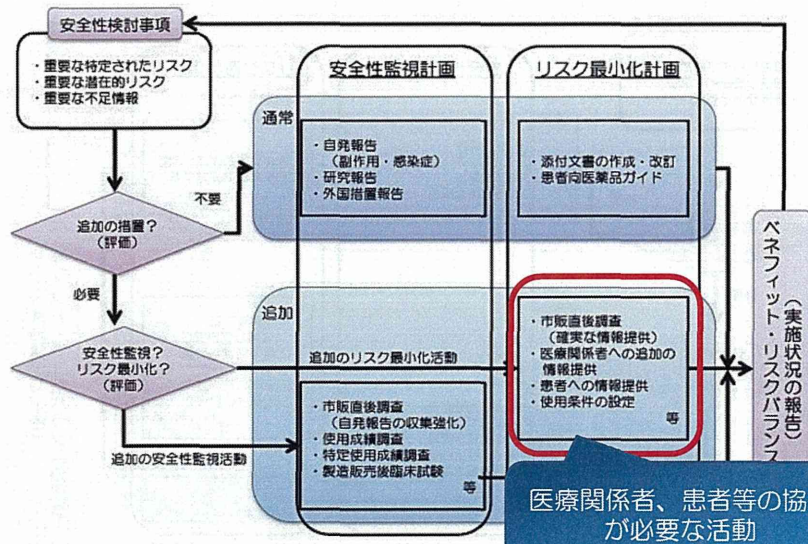 安全性検討事項
・重要な特定されたリスク
・重要な潜在的リスク
・重要な不足情報
安全性監視計画
リスク最小化計画
通常
・自発報告
（副作用・感染症）
・研究報告
・外国措置報告
・添付文書の作成・改訂
・患者向医薬品ガイド
不要
追加の措置？
（評価）
必要
追加
安全性監視？
リスク最小化？
（評価）
追加のリスク最小化活動
追加の安全性監視活動
・市販直後調査
（自発報告の収集強化）
・使用成績調査
・特定使用成績調査
・製造販売後臨床試験
等
・市販直後調査
（確実な情報提供）
・医療関係者への追加の
情報提供
・患者への情報提供
・使用条件の設定
等
（実施状況の報告）
ベネフィット・リスクバランス
医療関係者、患者等の協
が必要な活動